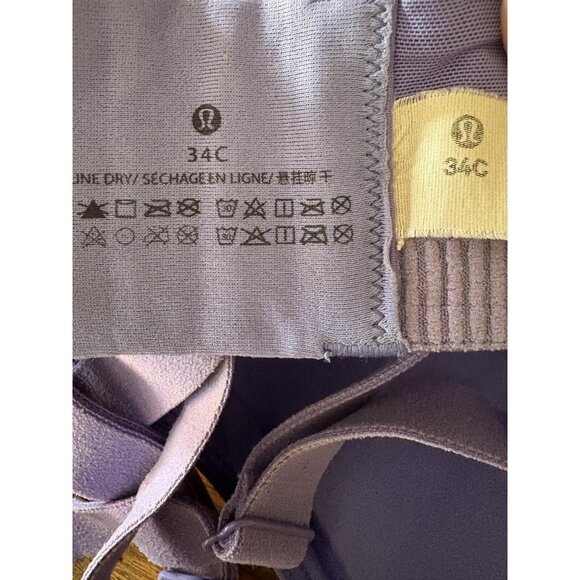 34C
LINE DRY/ SÉCHAGE EN LIGNE/ 悬挂晾干
34C